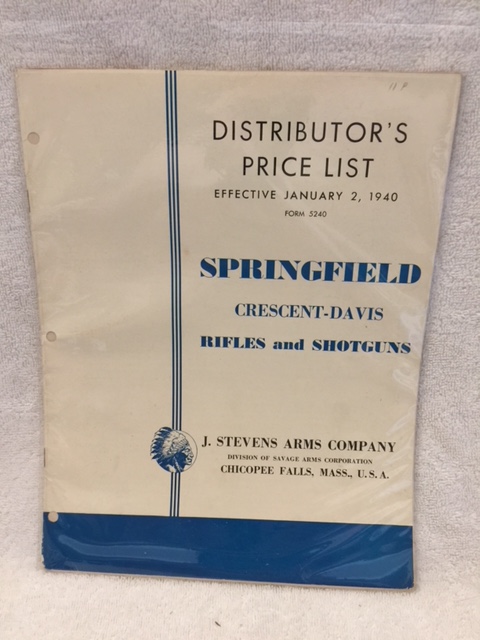 DISTRIBUTOR'S
PRICE LIST
EFFECTIVE JANUARY 2, 1940
FORM 5240
SPRINGFIELD
CRESCENT-DAVIS
RIFLES and SHOTGUNS
J. STEVENS ARMS COMPANY
DIVISION OF SAVAGE ARMS CORPORATION
CHICOPEE FALLS, MASS., U.S.A.